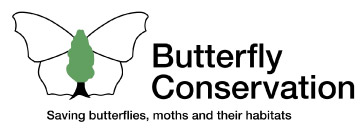 Butterfly
Conservation
Saving butterflies, moths and their habitats